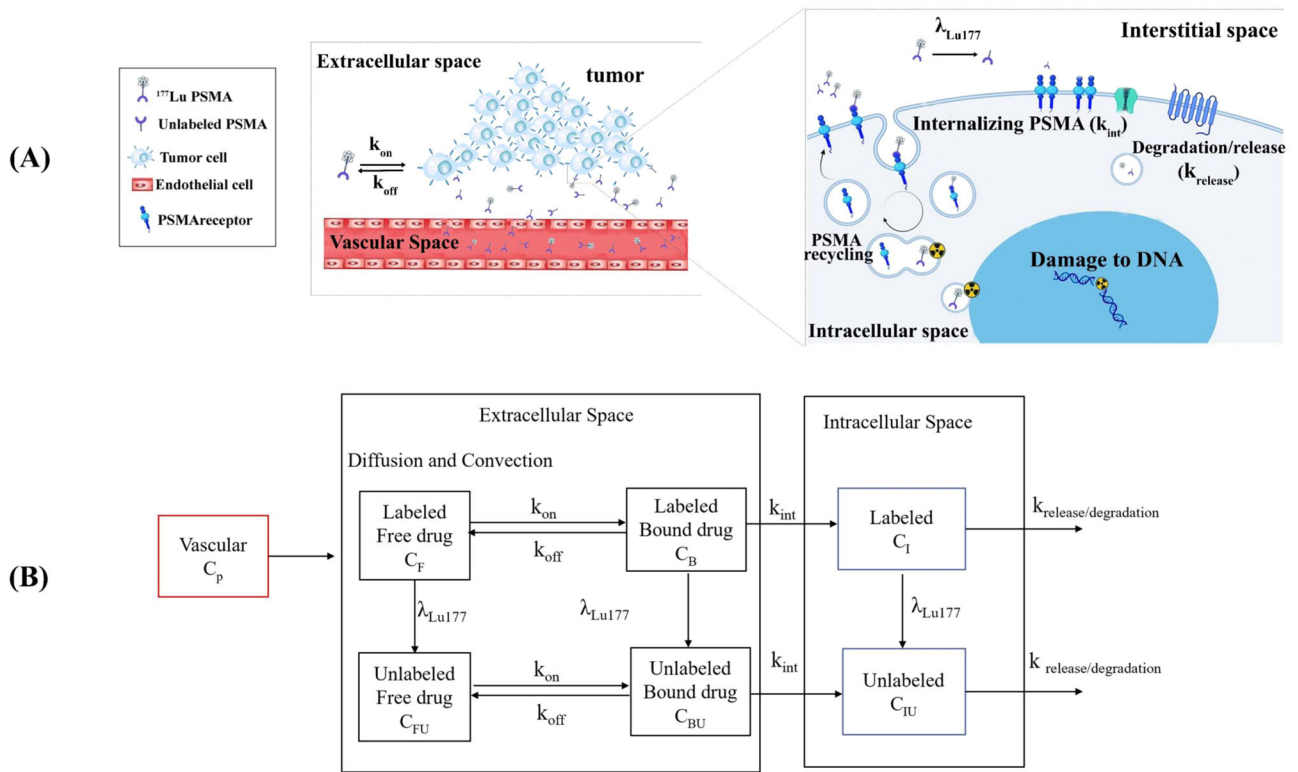 (A)
177Lu PSMA
Unlabeled PSMA
Tumor cell
Endothelial cell
PSMAreceptor
Extracellular space
tumor
kon
koff
Vascular Space
λLu177
Interstitial space
Internalizing PSMA (kint)
Degradation/release
(krelease)
PSMA
recycling
Damage to DNA
Intracellular space
(B)
Vascular
Cp
Extracellular Space
Diffusion and Convection
Labeled
Free drug
CF
kon
koff
Labeled
Bound drug
CB
kint
λLu177
λLu177
Unlabeled
Free drug
CFU
kon
koff
Unlabeled
Bound drug
CBU
kint
Intracellular Space
Labeled
CI
krelease/degradation
λLu177
Unlabeled
CIU
k release/degradation